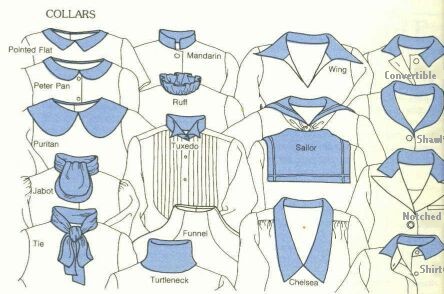 COLLARS
Pointed Flat
Peter Pan
Puritan
Jabot
Tie
Mandarin
Ruff
Tuxedo
Funnel
Turtleneck
Wing
Sailor
Chelsea
Convertible
Shawl
Notched
Shirt